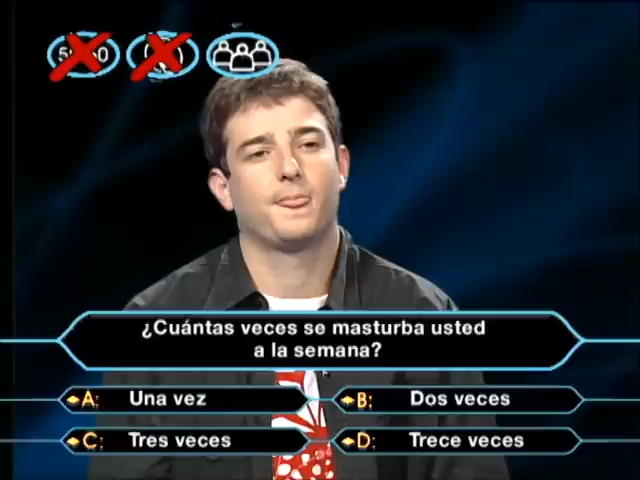 ¿Cuántas veces se masturba usted
a la semana?
A: Una vez
B: Dos veces
C: Tres veces
D: Trece veces